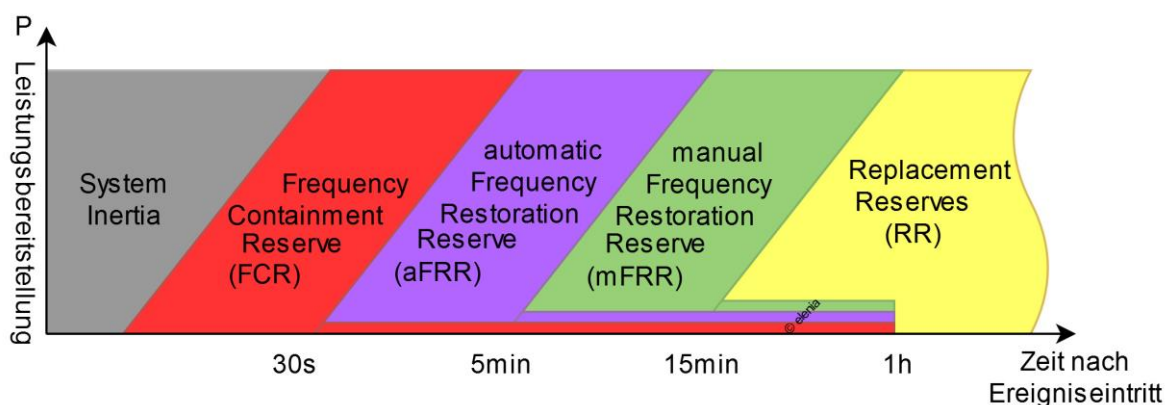 P
Leistungsbereitstellung
System
Inertia
Frequency
Containment
Reserve
(FCR)
automatic
Frequency
Restoration
Reserve
(aFRR)
manual
Frequency
Restoration
Reserve
(mFRR)
Replacement
Reserves
(RR)
© elenia
30s
5min
15min
1h
Zeit nach
Ereigniseintritt